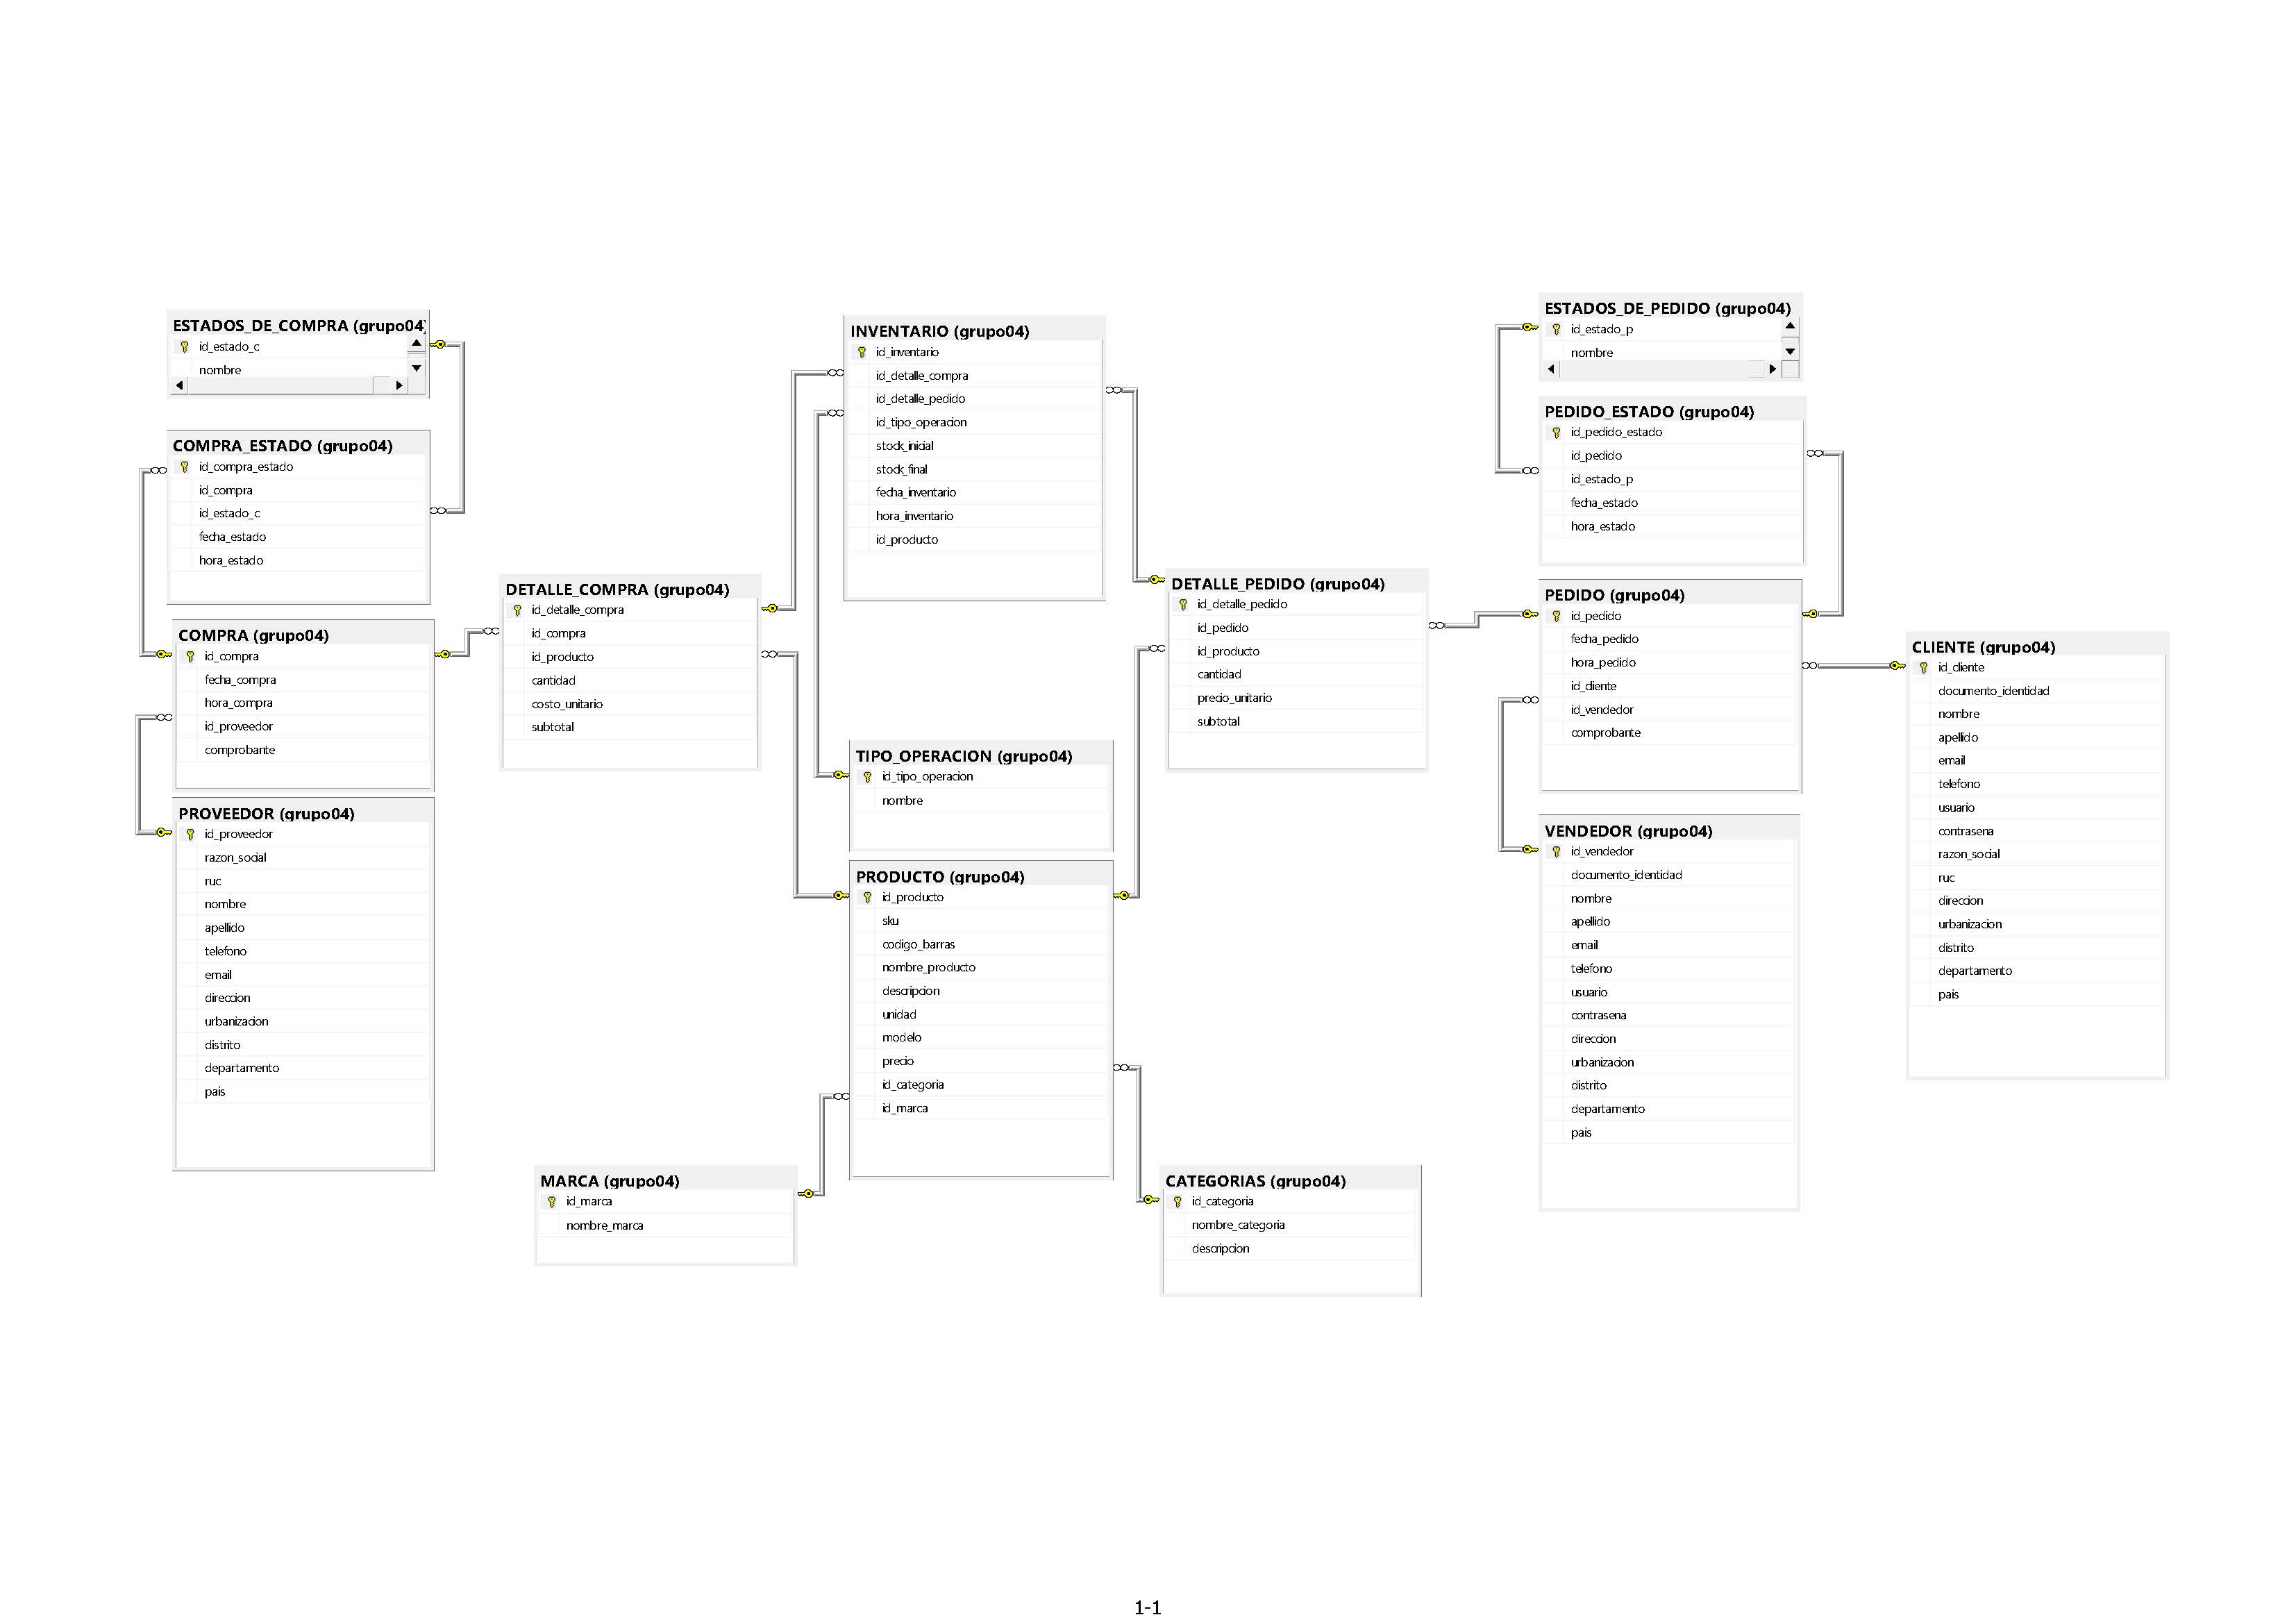 ESTADOS_DE_COMPRA (grupo04)
id_estado_c
nombre
COMPRA_ESTADO (grupo04)
id_compra_estado
id_compra
id_estado_c
fecha_estado
hora_estado
COMPRA (grupo04)
id_compra
fecha_compra
hora_compra
id_proveedor
comprobante
PROVEEDOR (grupo04)
id_proveedor
razon_social
ruc
nombre
apellido
telefono
email
direccion
urbanizacion
distrito
departamento
pais
DETALLE_COMPRA (grupo04)
id_detalle_compra
id_compra
id_producto
cantidad
costo_unitario
subtotal
INVENTARIO (grupo04)
id_inventario
id_detalle_compra
id_detalle_pedido
id_tipo_operacion
stock_inicial
stock_final
fecha_inventario
hora_inventario
id_producto
TIPO_OPERACION (grupo04)
id_tipo_operacion
nombre
PRODUCTO (grupo04)
id_producto
sku
codigo_barras
nombre_producto
descripcion
unidad
modelo
precio
id_categoria
id_marca
MARCA (grupo04)
id_marca
nombre_marca
CATEGORIAS (grupo04)
id_categoria
nombre_categoria
descripcion
DETALLE_PEDIDO (grupo04)
id_detalle_pedido
id_pedido
id_producto
cantidad
precio_unitario
subtotal
ESTADOS_DE_PEDIDO (grupo04)
id_estado_p
nombre
PEDIDO_ESTADO (grupo04)
id_pedido_estado
id_pedido
id_estado_p
fecha_estado
hora_estado
PEDIDO (grupo04)
id_pedido
fecha_pedido
hora_pedido
id_cliente
id_vendedor
comprobante
VENDEDOR (grupo04)
id_vendedor
documento_identidad
nombre
apellido
email
telefono
usuario
contrasena
direccion
urbanizacion
distrito
departamento
pais
CLIENTE (grupo04)
id_cliente
documento_identidad
nombre
apellido
email
telefono
usuario
contrasena
razon_social
ruc
direccion
urbanizacion
distrito
departamento
pais
1-1